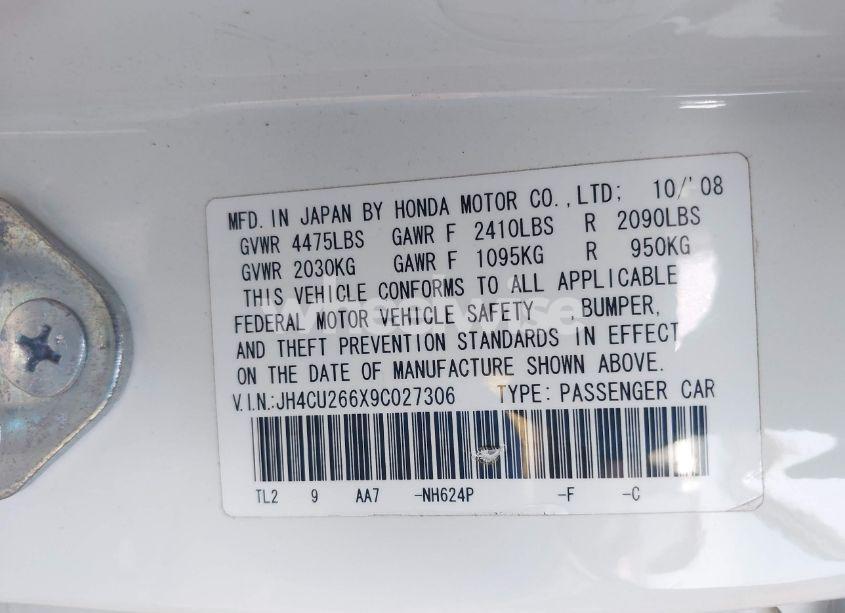 MFD. IN JAPAN BY HONDA MOTOR CO.,LTD; 10/'08
GVWR 4475LBS GAWR F 2410LBS R 2090LBS
GVWR 2030KG GAWR F 1095KG R 950KG
THIS VEHICLE CONFORMS TO ALL APPLICABLE
FEDERAL MOTOR VEHICLE SAFETY BUMPER,
AND THEFT PREVENTION STANDARDS IN EFFECT
ON THE DATE OF MANUFACTURE SHOWN ABOVE.
V.I.N.:JH4CU266X9C027306 TYPE: PASSENGER CAR
TL2 9 AA7 -NH624P -F -C
wheelwise